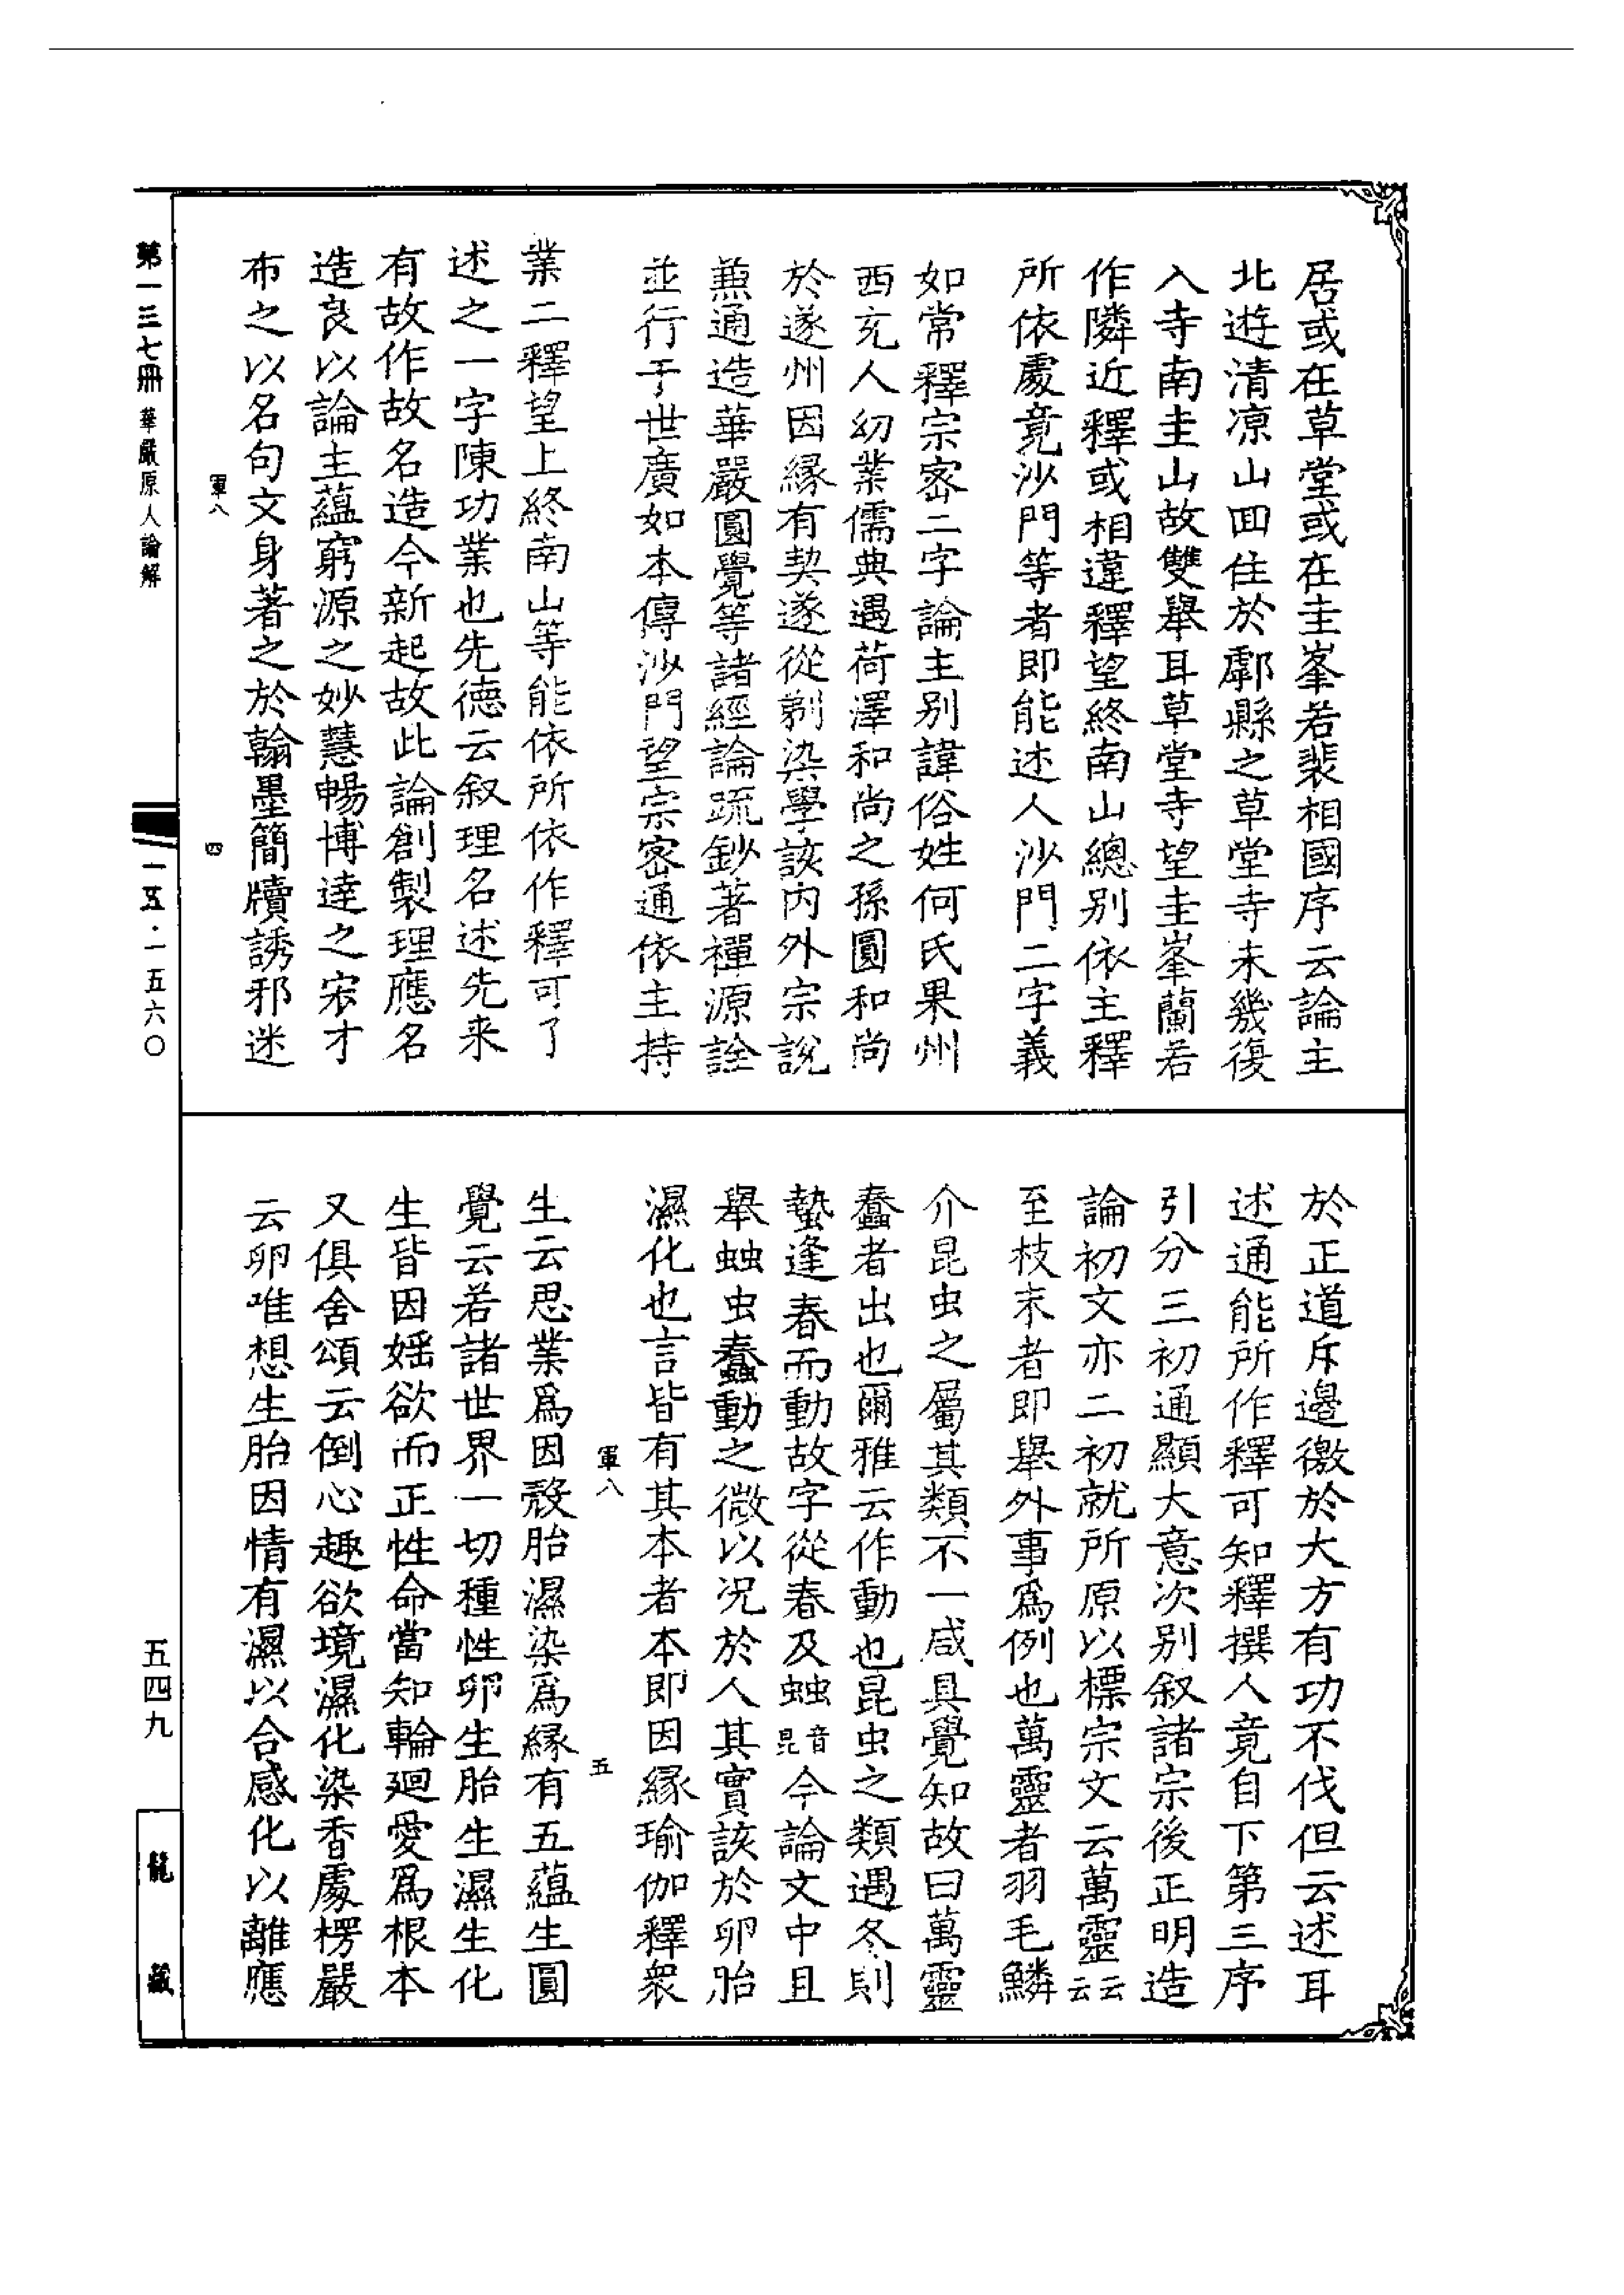 居或在草堂或在圭峯若裴相國序云論主
北遊清凉山回住於鄠縣之草堂寺未幾復
入寺南圭山故雙舉耳草堂寺望圭峯蘭若
作隣近釋或相違釋望終南山總别依主釋
所依處竟沙門等者即能述人沙門二字義
如常釋宗密二字論主别諱俗姓何氏果州
西充人幼業儒典遇荷澤和尚之孫圓和尚
於遂州因緣有契遂從剃染學該内外宗說
兼通造華嚴圓覺等諸經論疏鈔著禪源詮
並行于世廣如本傳沙門望宗密通依主持
業二釋望上終南山等能依所依作釋可了
述之一字陳功業也先德云叙理名述先来
有故作故名造今新起故此論創製理應名
造良以論主蘊窮源之妙慧暢博達之宏才
布之以名句文身著之於翰墨簡牘誘邪迷
軍八
四
於正道斥邊徼於大方有功不伐但云述耳
述通能所作釋可知釋撰人竟自下第三序
引分三初通顯大意次别叙諸宗後正明造
論初文亦二初就所原以標宗文云萬靈云云
至枝末者即舉外事爲例也萬靈者羽毛鱗
介昆虫之屬其類不一咸具覺知故曰萬靈
蠢者出也爾雅云作動也昆虫之類遇冬則
蟄逢春而動故字從春及䖵音昆今論文中且
舉䖵虫蠢動之微以况於人其實該於卵胎
濕化也言皆有其本者本即因緣瑜伽釋衆
軍八
五
生云思業爲因㲉胎濕染爲緣有五蘊生圓
覺云若諸世界一切種性卵生胎生濕生化
生皆因婬欲而正性命當知輪廻愛爲根本
又俱舍頌云倒心趣欲境濕化染香處楞嚴
云卵唯想生胎因情有濕以合感化以離應
第一三七冊 華嚴原人論解
一五·一五六〇
五四九
龍藏